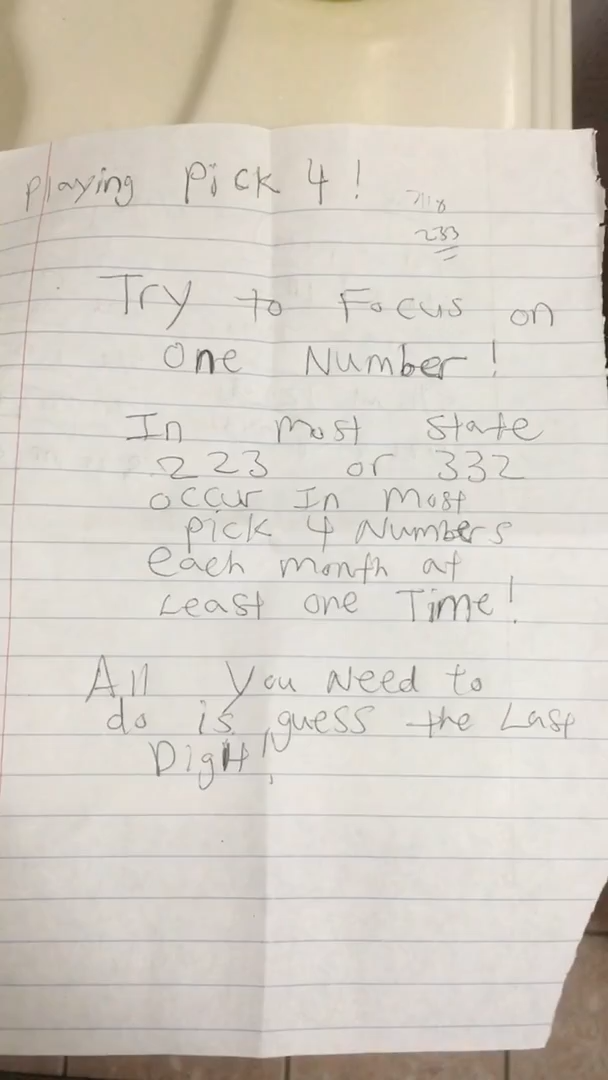 Playing Pick 4!
233
Try to Focus on
one Number!
In most state
223 or 332
occur In most
pick 4 Numbers
each month at
Least one Time!
All You Need to
do is guess the Last
Digit!